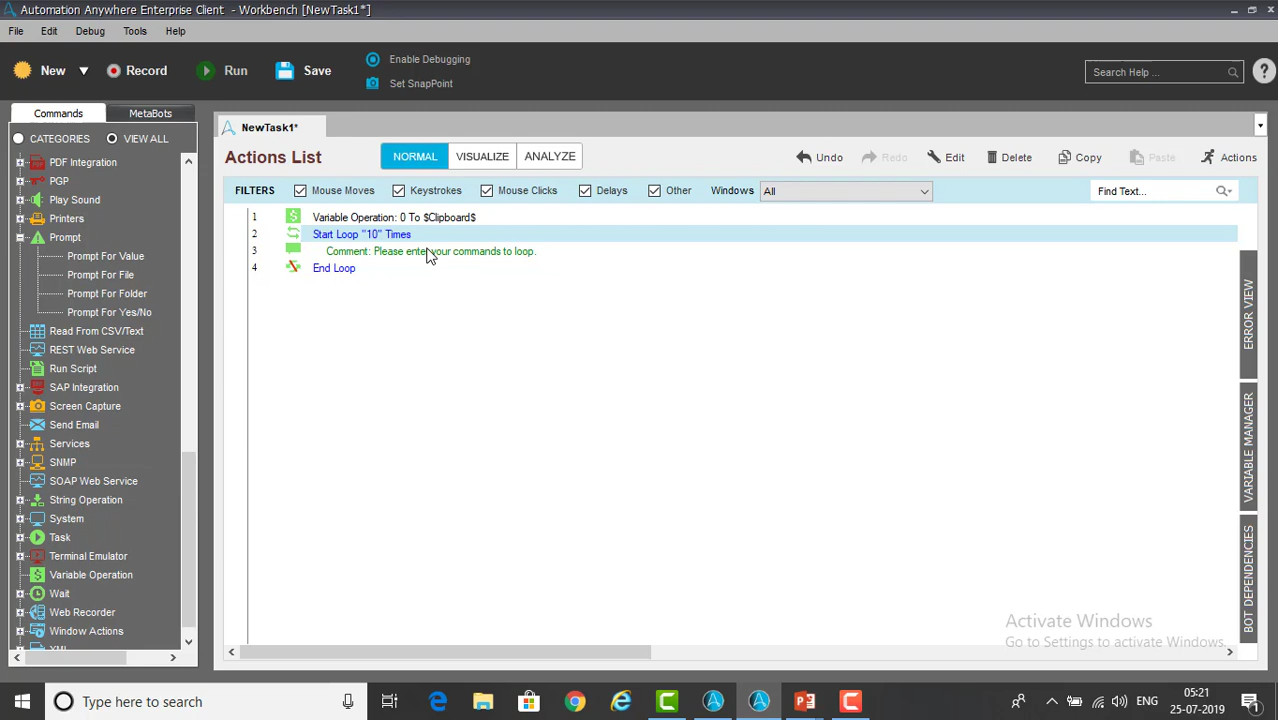 Automation Anywhere Enterprise Client - Workbench [NewTask1*]
File Edit Debug Tools Help
New Record Run Save
Enable Debugging
Set SnapPoint
Search Help ...
Commands MetaBots
CATEGORIES VIEW ALL
PDF Integration
PGP
Play Sound
Printers
Prompt
Prompt For Value
Prompt For File
Prompt For Folder
Prompt For Yes/No
Read From CSV/Text
REST Web Service
Run Script
SAP Integration
Screen Capture
Send Email
Services
SNMP
SOAP Web Service
String Operation
System
Task
Terminal Emulator
Variable Operation
Wait
Web Recorder
Window Actions
XML
NewTask1*
Actions List NORMAL VISUALIZE ANALYZE Undo Redo Edit Delete Copy Paste Actions
FILTERS Mouse Moves Keystrokes Mouse Clicks Delays Other Windows All Find Text...
1 Variable Operation: 0 To $Clipboard$
2 Start Loop "10" Times
3 Comment: Please enter your commands to loop.
4 End Loop
ERROR VIEW
VARIABLE MANAGER
BOT DEPENDENCIES
Activate Windows
Go to Settings to activate Windows.
Type here to search
ENG
05:21
25-07-2019
1